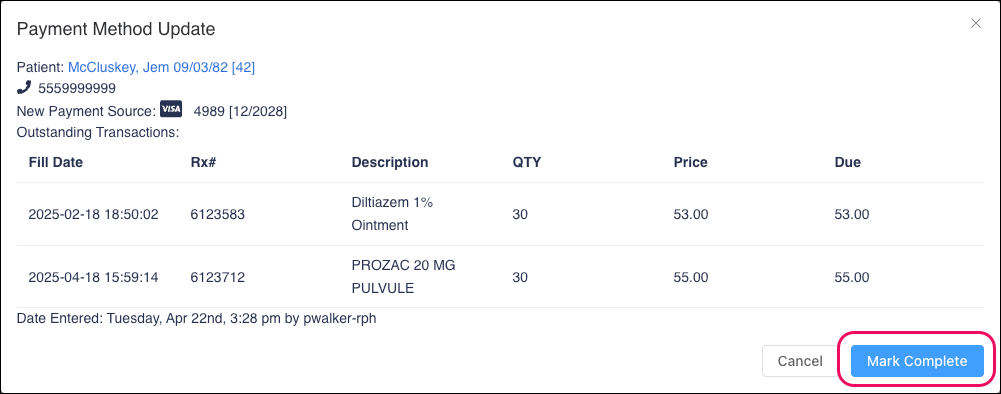 Payment Method Update
Patient: McCluskey, Jem 09/03/82 [42]
5559999999
New Payment Source: VISA 4989 [12/2028]
Outstanding Transactions:
Fill Date Rx# Description QTY Price Due
2025-02-18 18:50:02 6123583 Diltiazem 1% 30 53.00 53.00
Ointment
2025-04-18 15:59:14 6123712 PROZAC 20 MG 30 55.00 55.00
PULVULE
Date Entered: Tuesday, Apr 22nd, 3:28 pm by pwalker-rph
Cancel Mark Complete